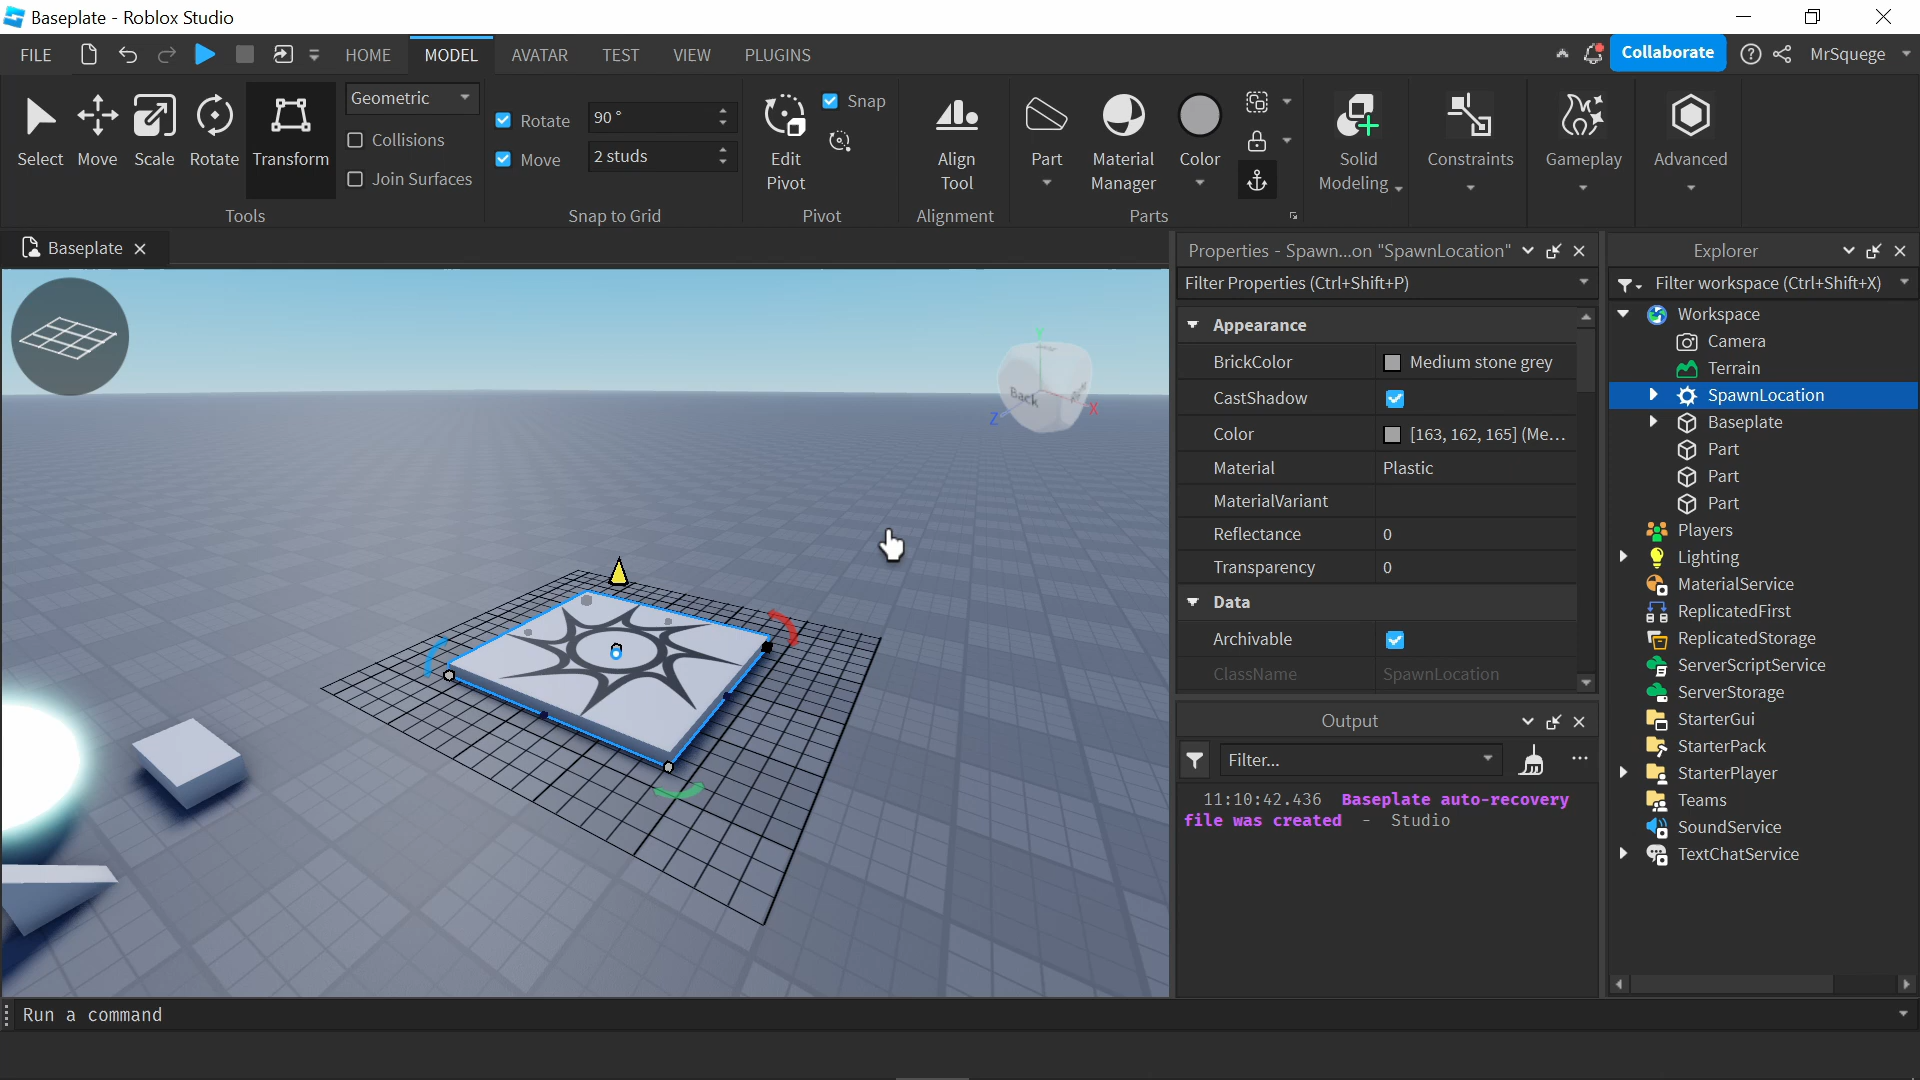 Baseplate - Roblox Studio
FILE
HOME
MODEL
AVATAR
TEST
VIEW
PLUGINS
Collaborate
MrSquege
Select
Move
Scale
Rotate
Transform
Geometric
Collisions
Join Surfaces
Tools
Rotate
90 °
Move
2 studs
Snap to Grid
Edit
Pivot
Snap
Pivot
Align
Tool
Alignment
Part
Material
Manager
Color
Parts
Solid
Modeling
Constraints
Gameplay
Advanced
Baseplate
Y
Back
Z
X
Properties - Spawn...on "SpawnLocation"
Filter Properties (Ctrl+Shift+P)
Appearance
BrickColor
Medium stone grey
CastShadow
Color
[163, 162, 165] (Me...
Material
Plastic
MaterialVariant
Reflectance
0
Transparency
0
Data
Archivable
ClassName
SpawnLocation
Output
Filter...
11:10:42.436 Baseplate auto-recovery
file was created - Studio
Explorer
Filter workspace (Ctrl+Shift+X)
Workspace
Camera
Terrain
SpawnLocation
Baseplate
Part
Part
Part
Players
Lighting
MaterialService
ReplicatedFirst
ReplicatedStorage
ServerScriptService
ServerStorage
StarterGui
StarterPack
StarterPlayer
Teams
SoundService
TextChatService
Run a command